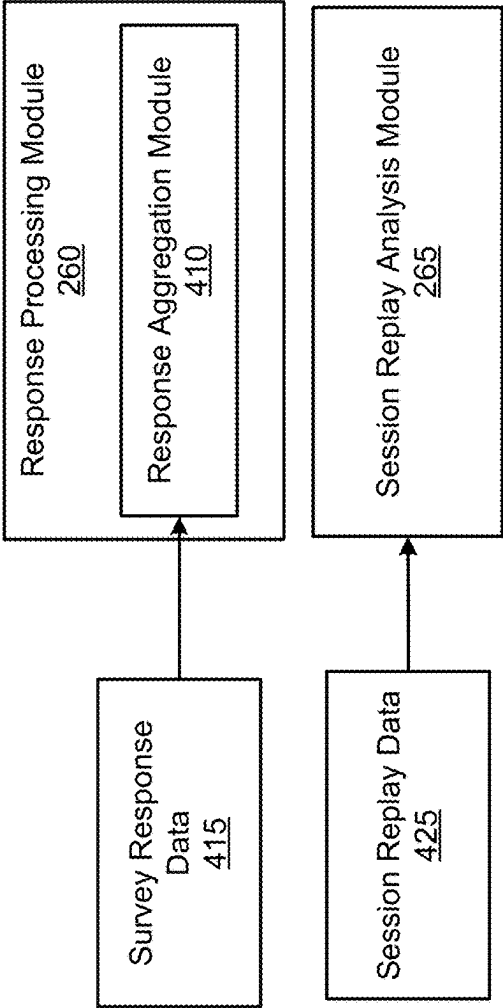 Response Processing Module
260
Response Aggregation Module
410
Survey Response
Data
415
Session Replay Analysis Module
265
Session Replay Data
425